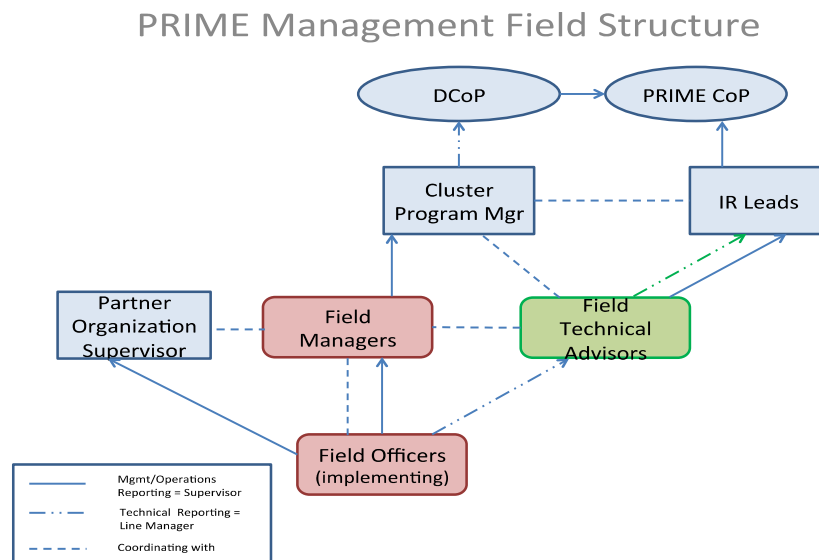 PRIME Management Field Structure
DCoP
PRIME CoP
Cluster
Program Mgr
IR Leads
Partner
Organization
Supervisor
Field
Managers
Field
Technical
Advisors
Field Officers
(implementing)
Mgmt/Operations
Reporting = Supervisor
Technical Reporting =
Line Manager
Coordinating with